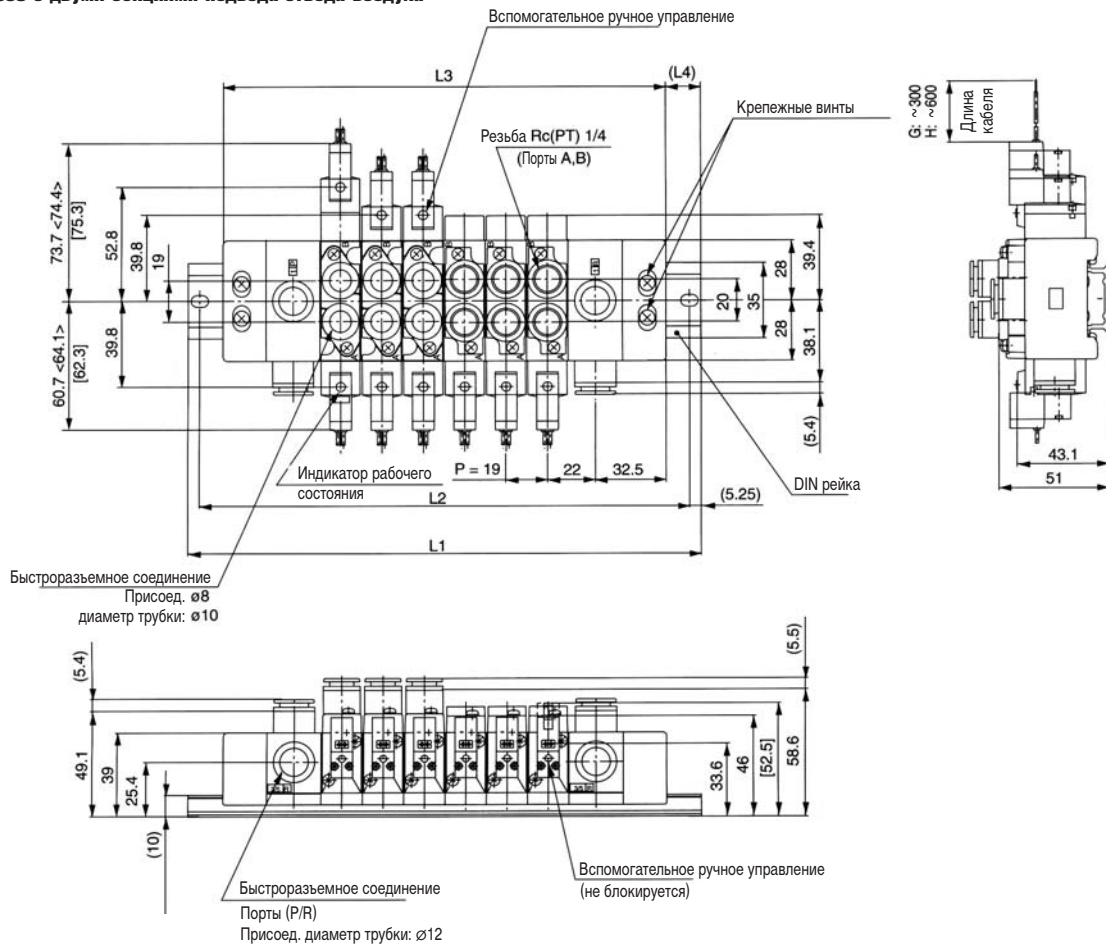 Вспомогательное ручное управление
L3
(L4)
Крепежные винты
G: ~300
H: ~600
Длина
кабеля
Резьба Rc(PT) 1/4
(Порты A,B)
73.7 <74.4>
[75.3]
52.8
39.8
19
60.7 <64.1>
[62.3]
39.8
B
A
20
35
28
28
39.4
38.1
(5.4)
43.1
51
Индикатор рабочего
состояния
P = 19
22
32.5
DIN рейка
L2
(5.25)
L1
Быстроразъемное соединение
Присоед. ø8
диаметр трубки: ø10
(5.4)
49.1
39
25.4
(10)
(5.5)
33.6
46
[52.5]
58.6
Быстроразъемное соединение
Порты (P/R)
Присоед. диаметр трубки: ∅12
Вспомогательное ручное управление
(не блокируется)